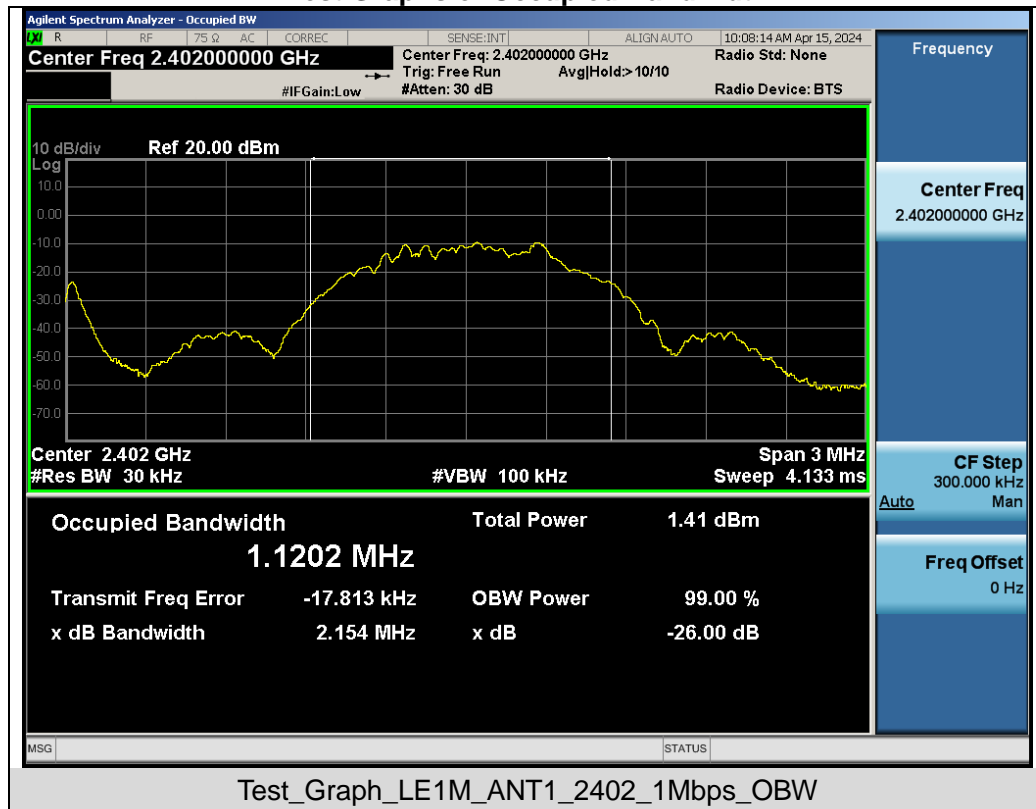 Agilent Spectrum Analyzer - Occupied BW
LXI R RF 75 Ω AC CORREC SENSE:INT ALIGN AUTO 10:08:14 AM Apr 15, 2024
Center Freq 2.402000000 GHz
Center Freq: 2.402000000 GHz
Radio Std: None
Trig: Free Run Avg|Hold:> 10/10
#IFGain:Low
#Atten: 30 dB
Radio Device: BTS
10 dB/div Ref 20.00 dBm
Log
10.0
0.00
-10.0
-20.0
-30.0
-40.0
-50.0
-60.0
-70.0
Center 2.402 GHz Span 3 MHz
#Res BW 30 kHz #VBW 100 kHz Sweep 4.133 ms
Occupied Bandwidth Total Power 1.41 dBm
1.1202 MHz
Transmit Freq Error -17.813 kHz OBW Power 99.00 %
x dB Bandwidth 2.154 MHz x dB -26.00 dB
Frequency
Center Freq
2.402000000 GHz
CF Step
300.000 kHz
Auto Man
Freq Offset
0 Hz
MSG STATUS
Test_Graph_LE1M_ANT1_2402_1Mbps_OBW